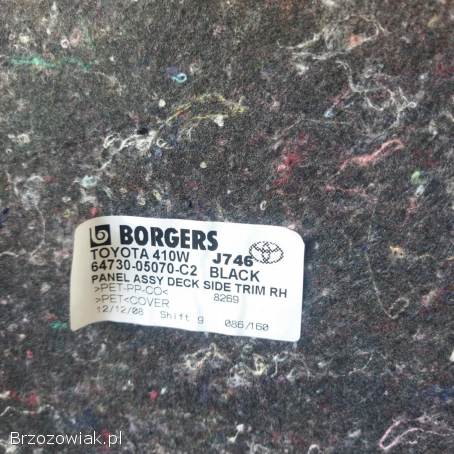 BORGERS
TOYOTA 410W J746
64730-05070-C2 BLACK
PANEL ASSY DECK SIDE TRIM RH
>PET-PP-CO< 8269
>PET<COVER
12/12/08 Shift g 086/160
Brzozowiak.pl